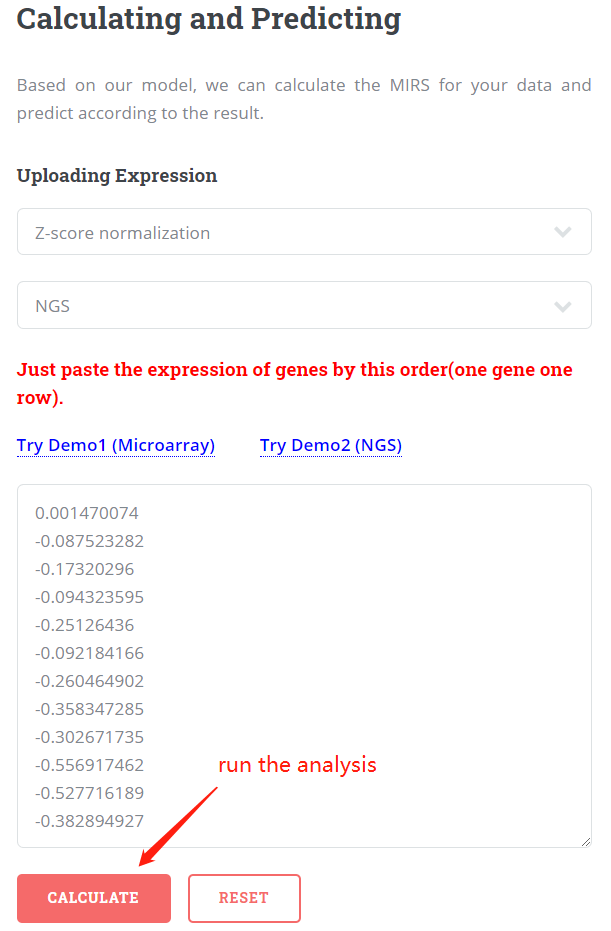 Calculating and Predicting
Based on our model, we can calculate the MIRS for your data and
predict according to the result.
Uploading Expression
Z-score normalization
NGS
Just paste the expression of genes by this order(one gene one
row).
Try Demo1 (Microarray) Try Demo2 (NGS)
0.001470074
-0.087523282
-0.17320296
-0.094323595
-0.25126436
-0.092184166
-0.260464902
-0.358347285
-0.302671735
-0.556917462
-0.527716189
-0.382894927
run the analysis
CALCULATE RESET